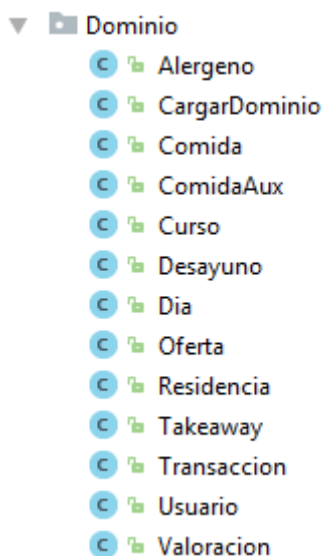 Dominio
Alergeno
CargarDominio
Comida
ComidaAux
Curso
Desayuno
Dia
Oferta
Residencia
Takeaway
Transaccion
Usuario
Valoracion